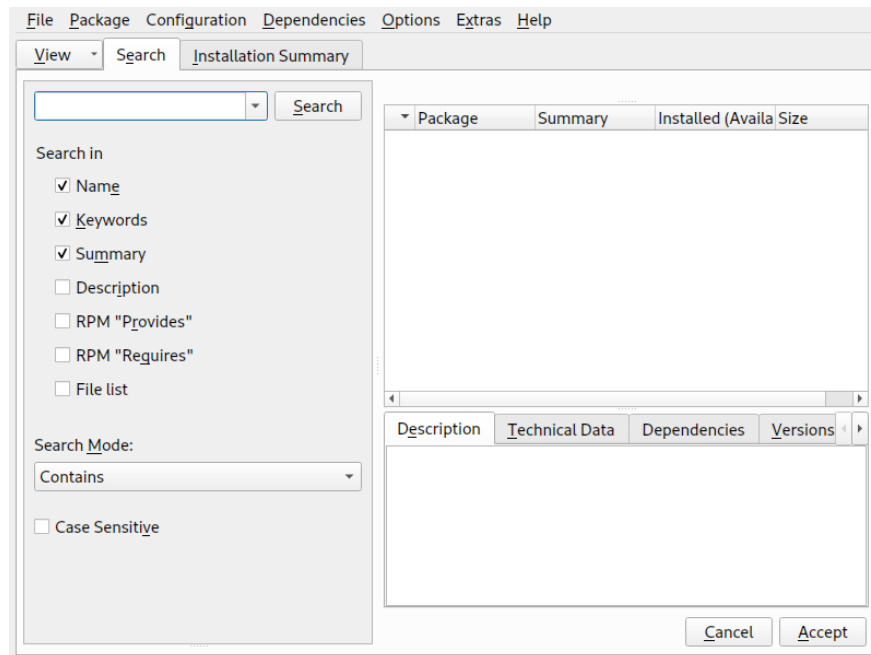 File Package Configuration Dependencies Options Extras Help
View Search Installation Summary
Search
Package Summary Installed (Availa Size
Search in
Name
Keywords
Summary
Description
RPM "Provides"
RPM "Requires"
File list
Description Technical Data Dependencies Versions
Search Mode:
Contains
Case Sensitive
Cancel Accept